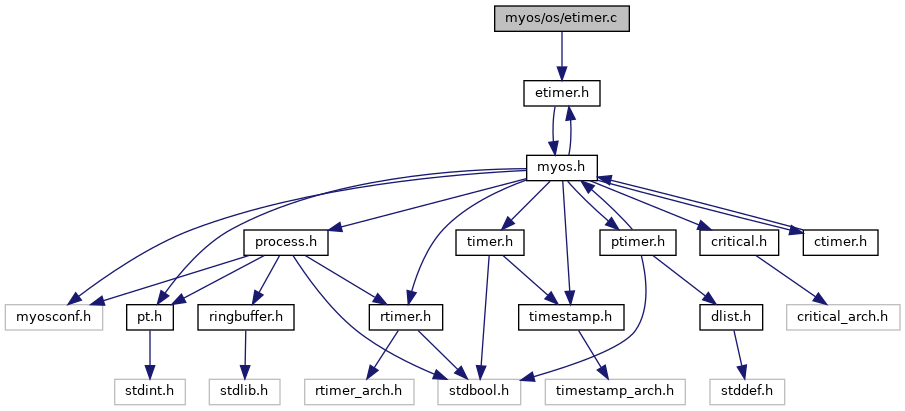 myos/os/etimer.c
etimer.h
myos.h
process.h
timer.h
ptimer.h
critical.h
ctimer.h
myosconf.h
pt.h
ringbuffer.h
rtimer.h
timestamp.h
dlist.h
critical_arch.h
stdint.h
stdlib.h
rtimer_arch.h
stdbool.h
timestamp_arch.h
stddef.h